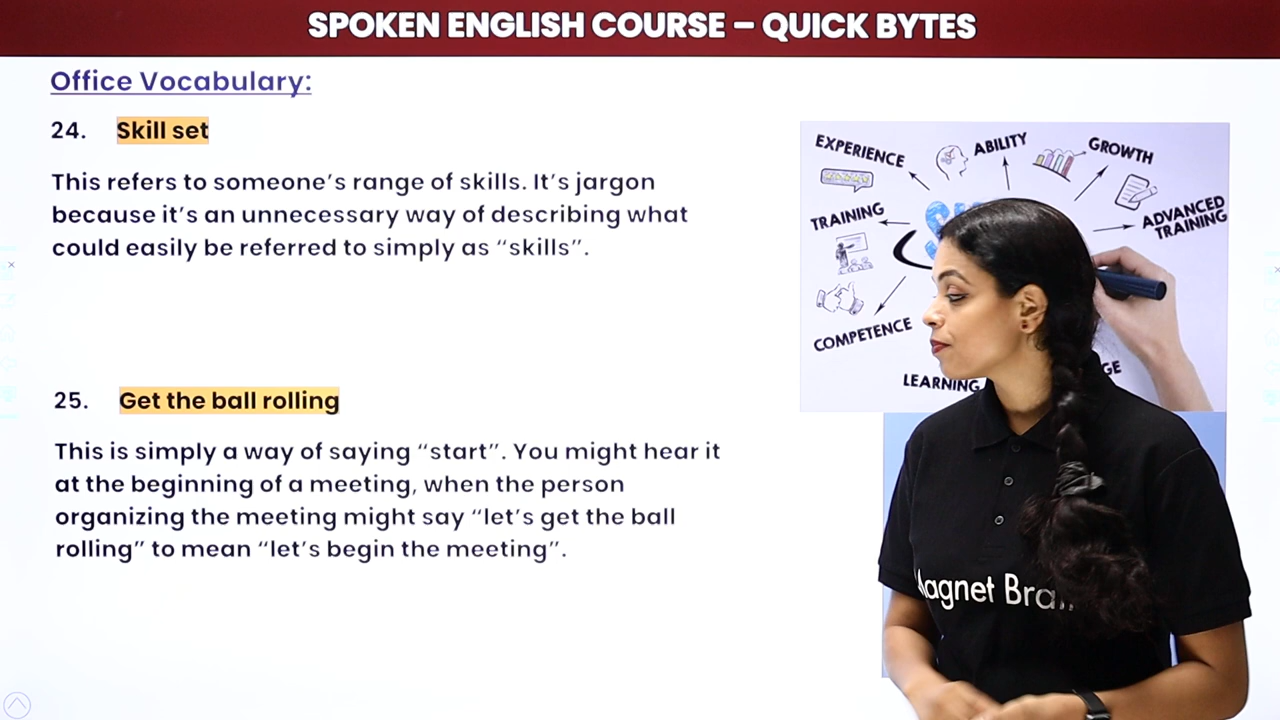 SPOKEN ENGLISH COURSE – QUICK BYTES
Office Vocabulary:
24. Skill set
This refers to someone’s range of skills. It’s jargon
because it’s an unnecessary way of describing what
could easily be referred to simply as “skills”.
25. Get the ball rolling
This is simply a way of saying “start”. You might hear it
at the beginning of a meeting, when the person
organizing the meeting might say “let’s get the ball
rolling” to mean “let’s begin the meeting”.
EXPERIENCE
ABILITY
GROWTH
TRAINING
ADVANCED
TRAINING
COMPETENCE
LEARNING